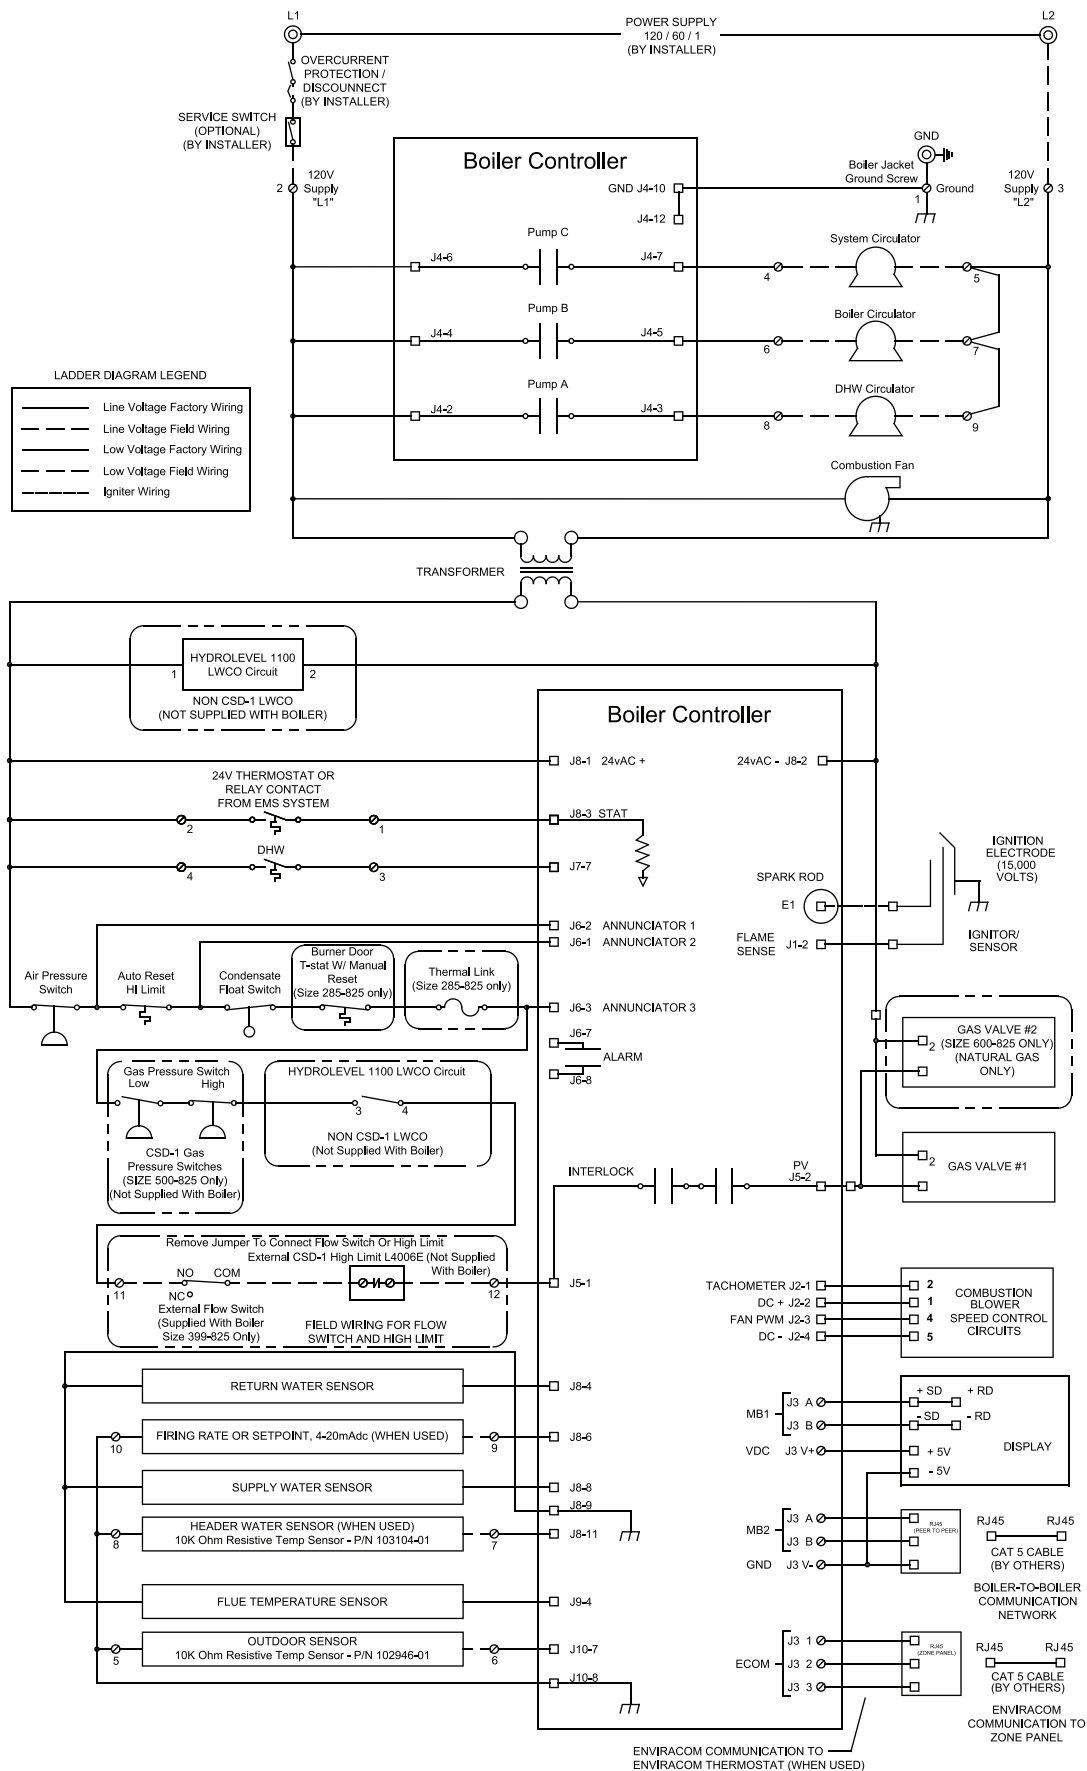 L1
L2
POWER SUPPLY
120 / 60 / 1
(BY INSTALLER)
OVERCURRENT
PROTECTION /
DISCOUNNECT
(BY INSTALLER)
SERVICE SWITCH
(OPTIONAL)
(BY INSTALLER)
2
120V
Supply
"L1"
Boiler Controller
GND J4-10
J4-12
GND
Boiler Jacket
Ground Screw
1
Ground
120V
Supply
"L2"
3
Pump C
J4-6
J4-7
4
System Circulator
5
Pump B
J4-4
J4-5
6
Boiler Circulator
7
Pump A
J4-2
J4-3
8
DHW Circulator
9
LADDER DIAGRAM LEGEND
Line Voltage Factory Wiring
Line Voltage Field Wiring
Low Voltage Factory Wiring
Low Voltage Field Wiring
Igniter Wiring
Combustion Fan
TRANSFORMER
HYDROLEVEL 1100
LWCO Circuit
1
2
NON CSD-1 LWCO
(NOT SUPPLIED WITH BOILER)
Boiler Controller
J8-1 24vAC +
24vAC - J8-2
24V THERMOSTAT OR
RELAY CONTACT
FROM EMS SYSTEM
2
1
J8-3 STAT
DHW
4
3
J7-7
SPARK ROD
E1
IGNITION
ELECTRODE
(15,000
VOLTS)
FLAME
SENSE
J1-2
IGNITOR/
SENSOR
J6-2 ANNUNCIATOR 1
J6-1 ANNUNCIATOR 2
Air Pressure
Switch
Auto Reset
HI Limit
Condensate
Float Switch
Burner Door
T-stat W/ Manual
Reset
(Size 285-825 only)
Thermal Link
(Size 285-825 only)
J6-3 ANNUNCIATOR 3
J6-7
ALARM
J6-8
2
GAS VALVE #2
(SIZE 600-825 ONLY)
(NATURAL GAS
ONLY)
Gas Pressure Switch
Low
High
CSD-1 Gas
Pressure Switches
(SIZE 500-825 Only)
(Not Supplied With Boiler)
HYDROLEVEL 1100 LWCO Circuit
3
4
NON CSD-1 LWCO
(Not Supplied With Boiler)
INTERLOCK
PV
J5-2
2
GAS VALVE #1
Remove Jumper To Connect Flow Switch Or High Limit
External CSD-1 High Limit L4006E (Not Supplied
With Boiler)
NO
COM
11
NC
12
J5-1
External Flow Switch
(Supplied With Boiler
Size 399-825 Only)
FIELD WIRING FOR FLOW
SWITCH AND HIGH LIMIT
TACHOMETER J2-1
DC + J2-2
FAN PWM J2-3
DC - J2-4
2
1
4
5
COMBUSTION
BLOWER
SPEED CONTROL
CIRCUITS
RETURN WATER SENSOR
J8-4
10
FIRING RATE OR SETPOINT, 4-20mAdc (WHEN USED)
9
J8-6
SUPPLY WATER SENSOR
J8-8
J8-9
8
HEADER WATER SENSOR (WHEN USED)
10K Ohm Resistive Temp Sensor - P/N 103104-01
7
J8-11
FLUE TEMPERATURE SENSOR
J9-4
5
OUTDOOR SENSOR
10K Ohm Resistive Temp Sensor - P/N 102946-01
6
J10-7
J10-8
MB1
J3 A
J3 B
VDC
J3 V+
+ SD
+ RD
- SD
- RD
+ 5V
- 5V
DISPLAY
MB2
J3 A
J3 B
GND
J3 V-
RJ45
(PEER TO PEER)
RJ45
RJ45
CAT 5 CABLE
(BY OTHERS)
BOILER-TO-BOILER
COMMUNICATION
NETWORK
ECOM
J3 1
J3 2
J3 3
RJ45
(ZONE PANEL)
RJ45
RJ45
CAT 5 CABLE
(BY OTHERS)
ENVIRACOM
COMMUNICATION TO
ZONE PANEL
ENVIRACOM COMMUNICATION TO
ENVIRACOM THERMOSTAT (WHEN USED)